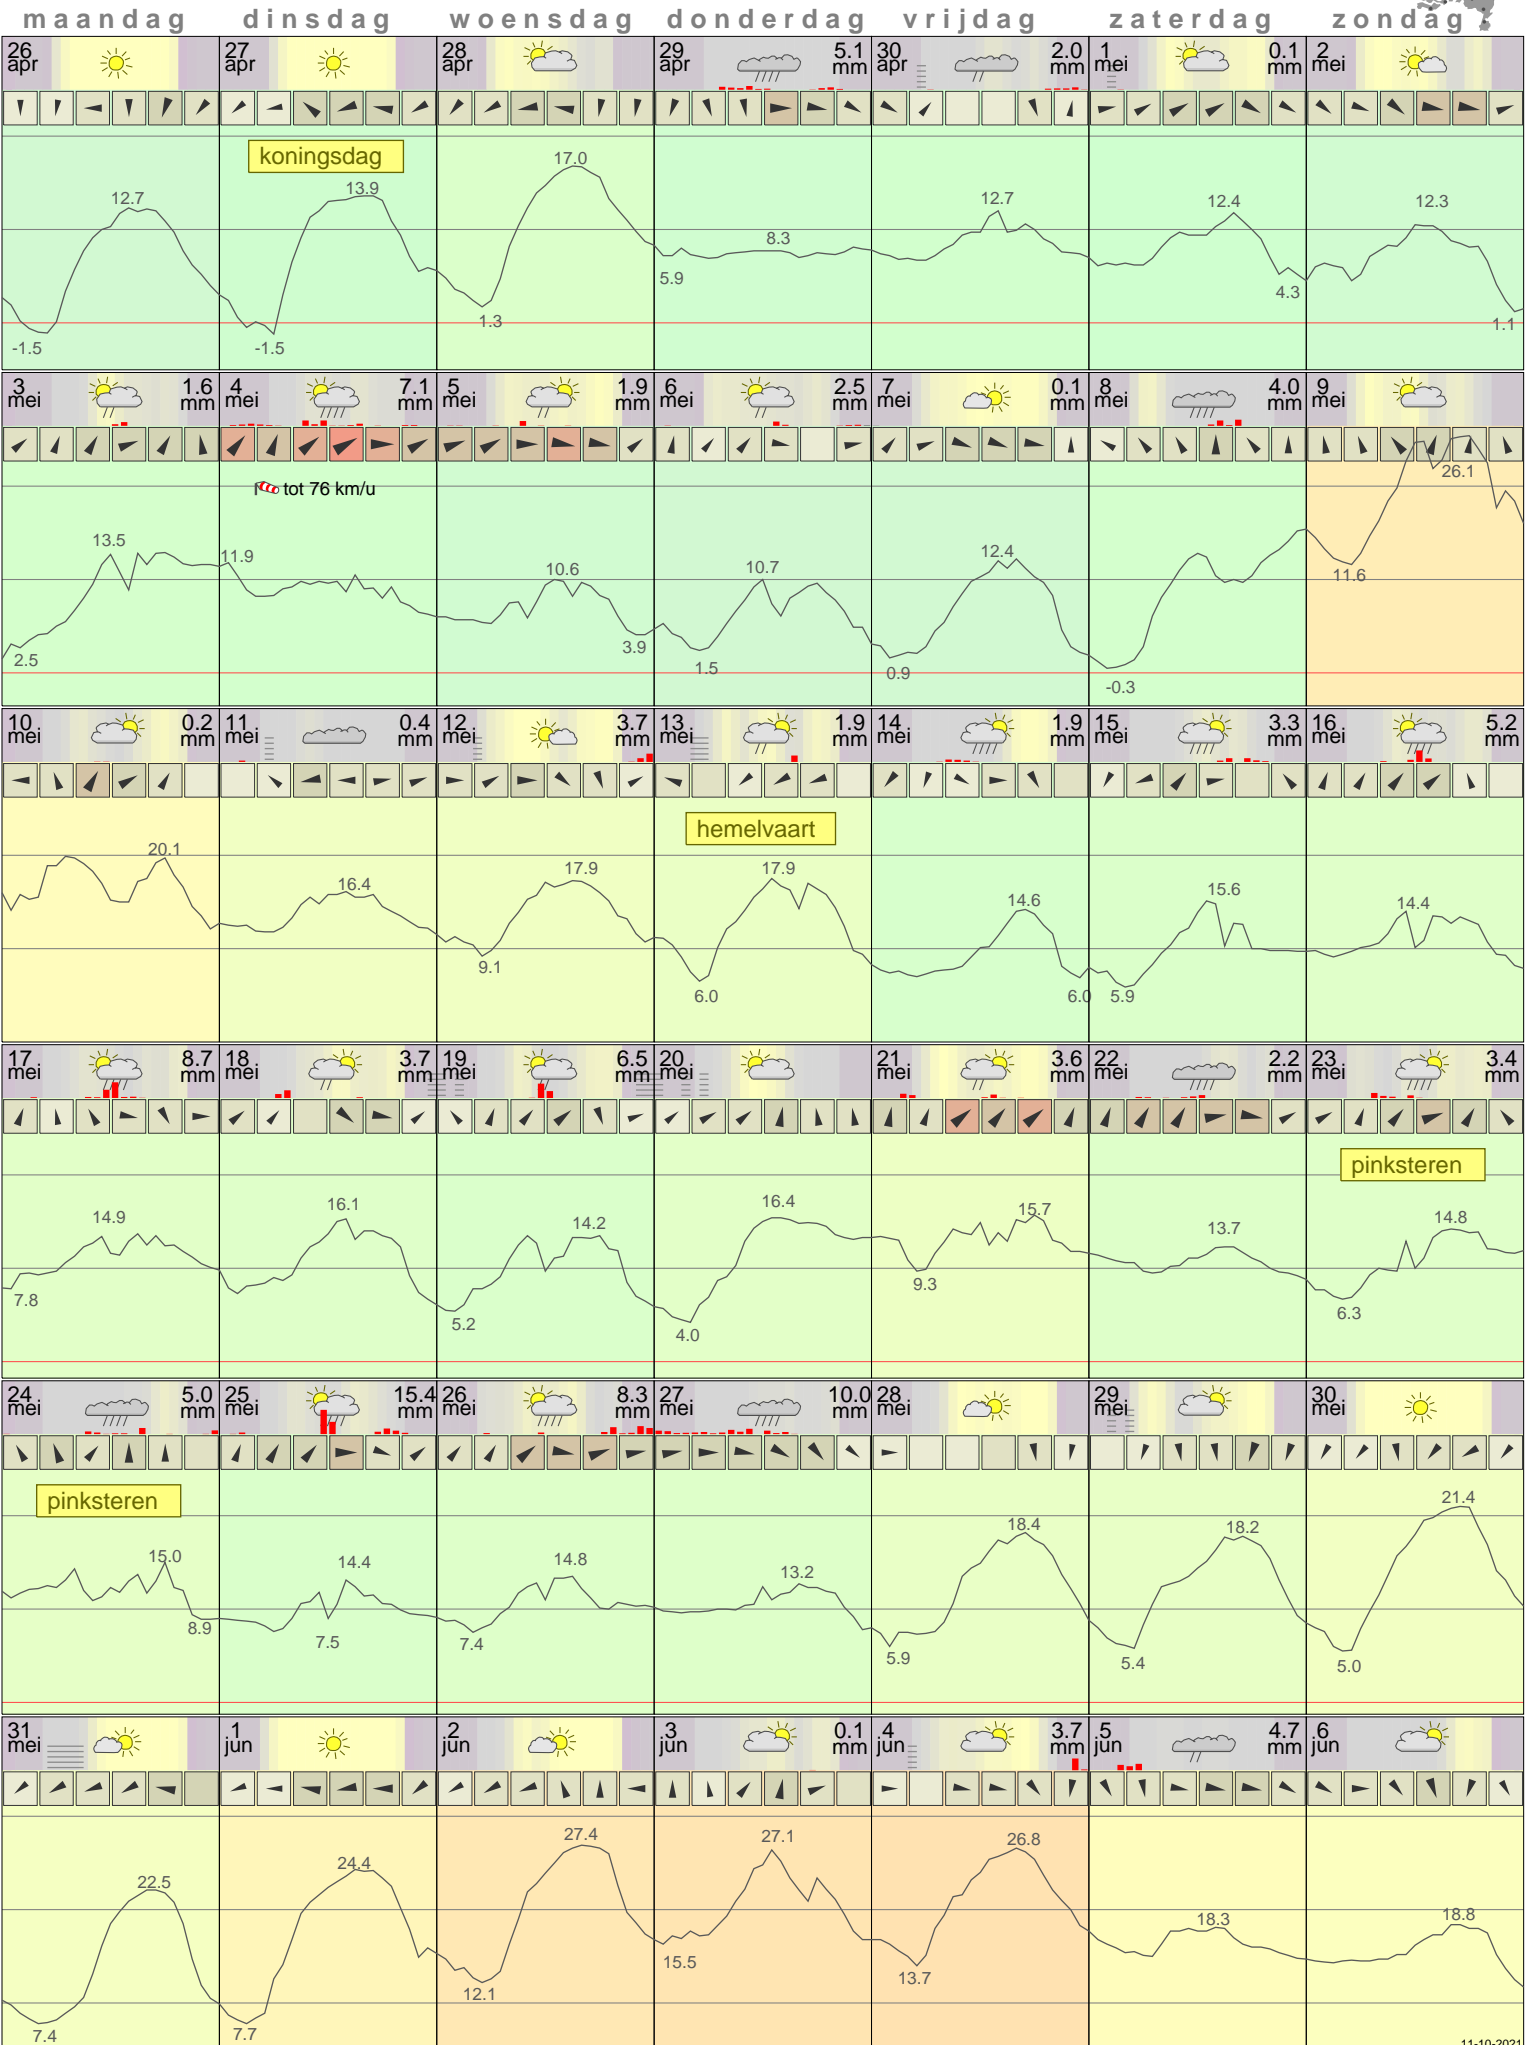 maandag dinsdag woensdag donderdag vrijdag zaterdag zondag
26 apr 27 apr 28 apr 29 apr 5.1 mm 30 apr 2.0 mm 1 mei 0.1 mm 2 mei
koningsdag
17.0
12.7 13.9 8.3 12.7 12.4 12.3
5.9 4.3
-1.5 -1.5 1.3 1.1
3 mei 1.6 mm 4 mei 7.1 mm 5 mei 1.9 mm 6 mei 2.5 mm 7 mei 0.1 mm 8 mei 4.0 mm 9 mei
tot 76 km/u
26.1
13.5 11.9 10.6 10.7 12.4 11.6
2.5 3.9 1.5 0.9 -0.3
10 mei 0.2 mm 11 mei 0.4 mm 12 mei 3.7 mm 13 mei 1.9 mm 14 mei 1.9 mm 15 mei 3.3 mm 16 mei 5.2 mm
hemelvaart
20.1 16.4 17.9 17.9 14.6 15.6 14.4
9.1 6.0 6.0 5.9
17 mei 8.7 mm 18 mei 3.7 mm 19 mei 6.5 mm 20 mei 21 mei 3.6 mm 22 mei 2.2 mm 23 mei 3.4 mm
pinksteren
14.9 16.1 14.2 16.4 15.7 13.7 14.8
7.8 5.2 4.0 9.3 6.3
24 mei 5.0 mm 25 mei 15.4 mm 26 mei 8.3 mm 27 mei 10.0 mm 28 mei 29 mei 30 mei
pinksteren
15.0 14.4 14.8 13.2 18.4 18.2 21.4
8.9 7.5 7.4 5.9 5.4 5.0
31 mei 1 jun 2 jun 3 jun 0.1 mm 4 jun 3.7 mm 5 jun 4.7 mm 6 jun
22.5 24.4 27.4 27.1 26.8 18.3 18.8
7.4 7.7 12.1 15.5 13.7
11-10-2021